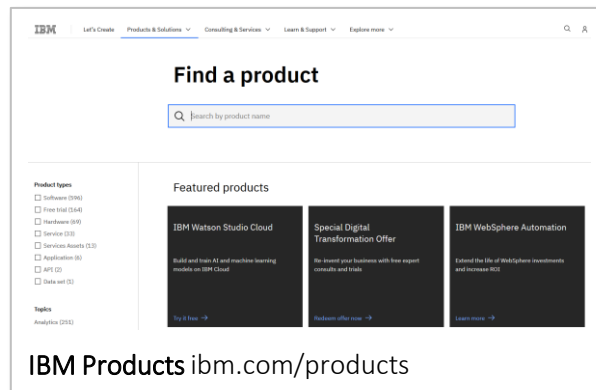 IBM Let's Create Products & Solutions Consulting & Services Learn & Support Explore more
Find a product
Search by product name
Product types
Software (596)
Free trial (164)
Hardware (69)
Service (33)
Services Assets (13)
Application (6)
API (2)
Data set (1)
Topics
Analytics (251)
Featured products
IBM Watson Studio Cloud
Build and train AI and machine learning
models on IBM Cloud
Try it free →
Special Digital
Transformation Offer
Re-invent your business with free expert
consults and trials
Redeem offer now →
IBM WebSphere Automation
Extend the life of WebSphere investments
and increase ROI
Learn more →
IBM Products ibm.com/products